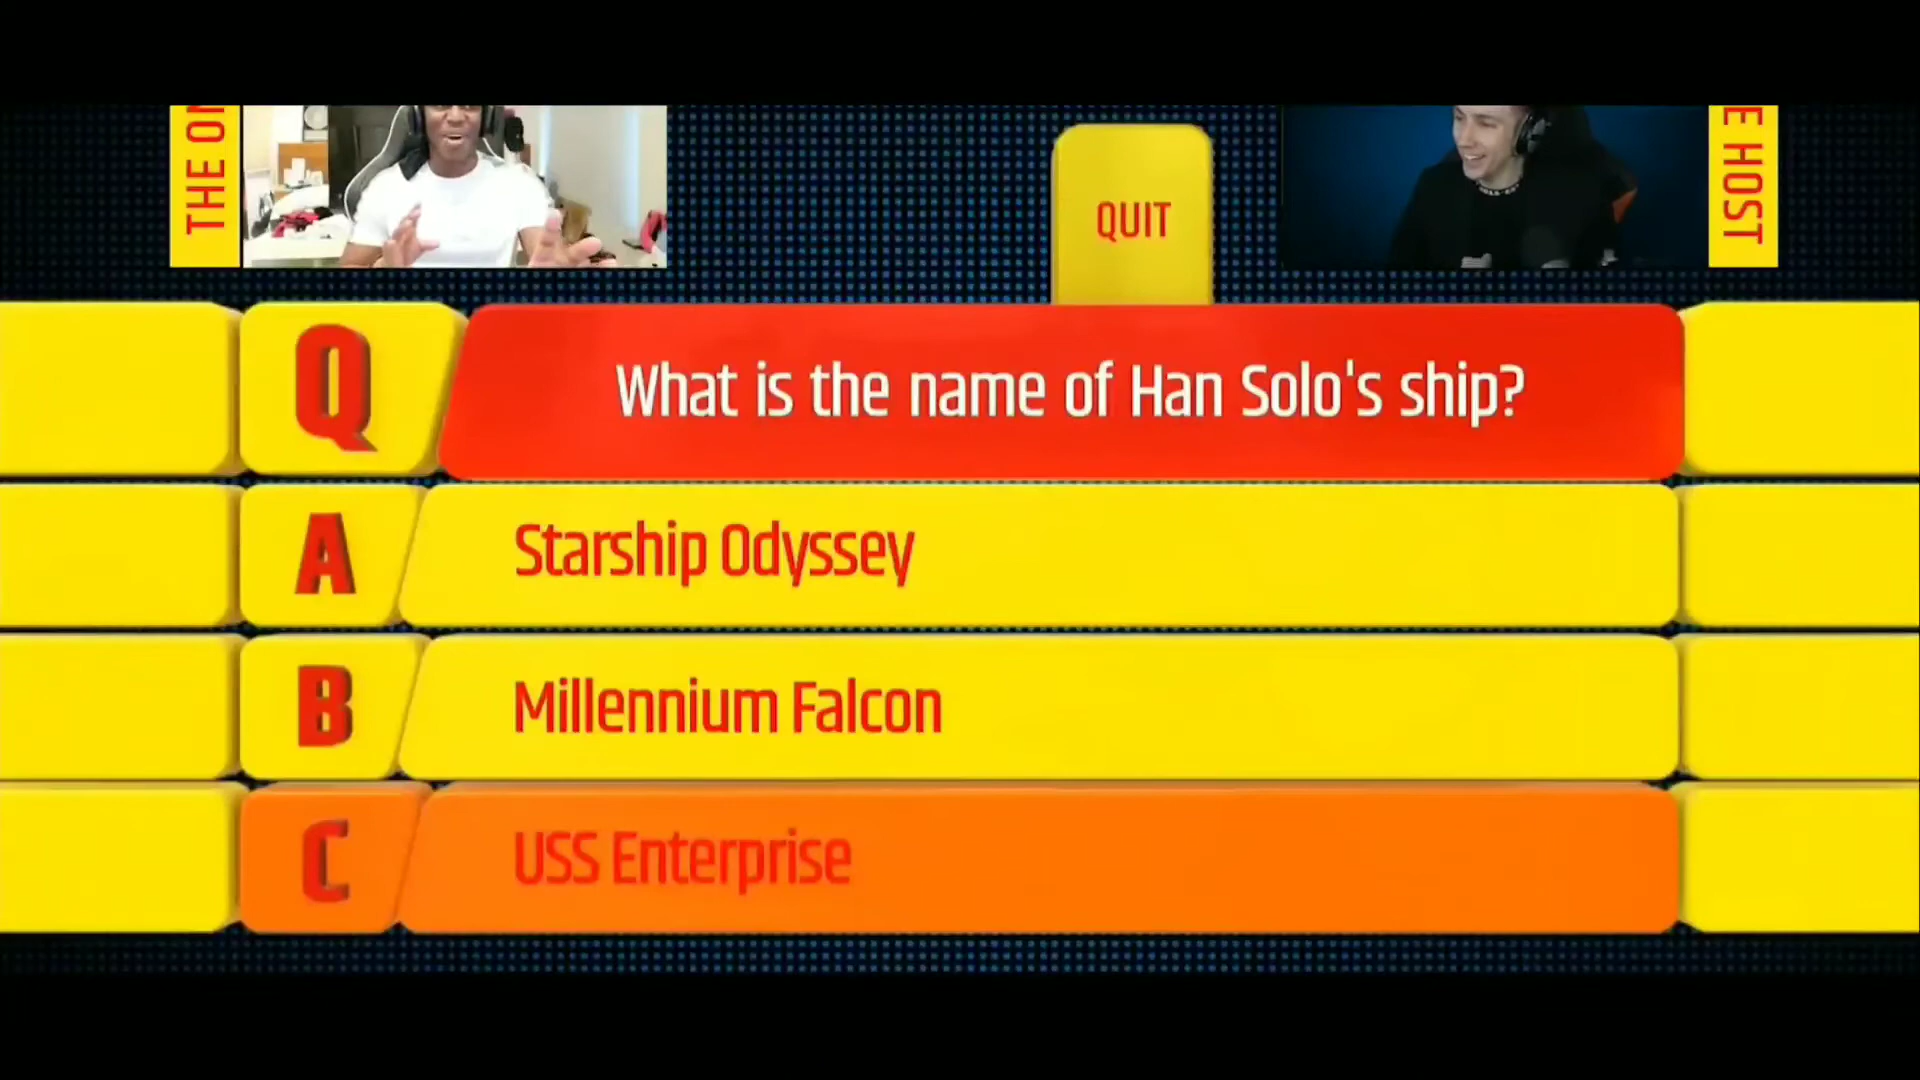 THE
QUIT
HOST
Q What is the name of Han Solo's ship?
A Starship Odyssey
B Millennium Falcon
C USS Enterprise